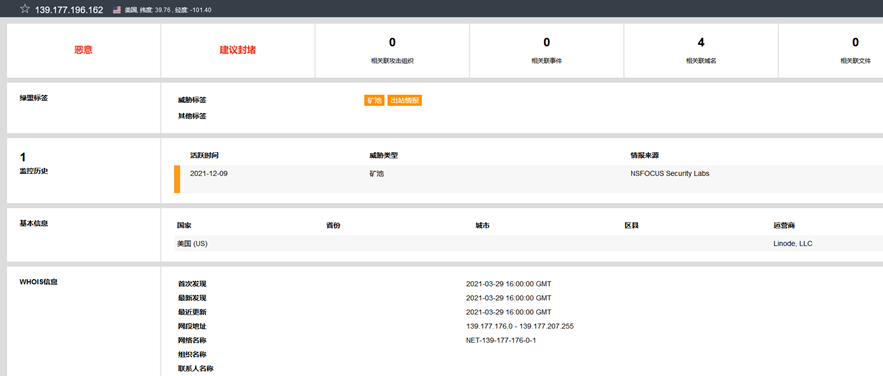 139.177.196.162 美国, 纬度: 39.76 , 经度: -101.40
恶意
建议封堵
0
相关联攻击组织
0
相关联事件
4
相关联域名
0
相关联文件
绿盟标签
威胁标签 矿池 出站情报
其他标签
1
监控历史
活跃时间 威胁类型 情报来源
2021-12-09 矿池 NSFOCUS Security Labs
基本信息
国家 省份 城市 区县 运营商
美国 (US) Linode, LLC
WHOIS信息
首次发现 2021-03-29 16:00:00 GMT
最新发现 2021-03-29 16:00:00 GMT
最近更新 2021-03-29 16:00:00 GMT
网段地址 139.177.176.0 - 139.177.207.255
网络名称 NET-139-177-176-0-1
组织名称
联系人名称